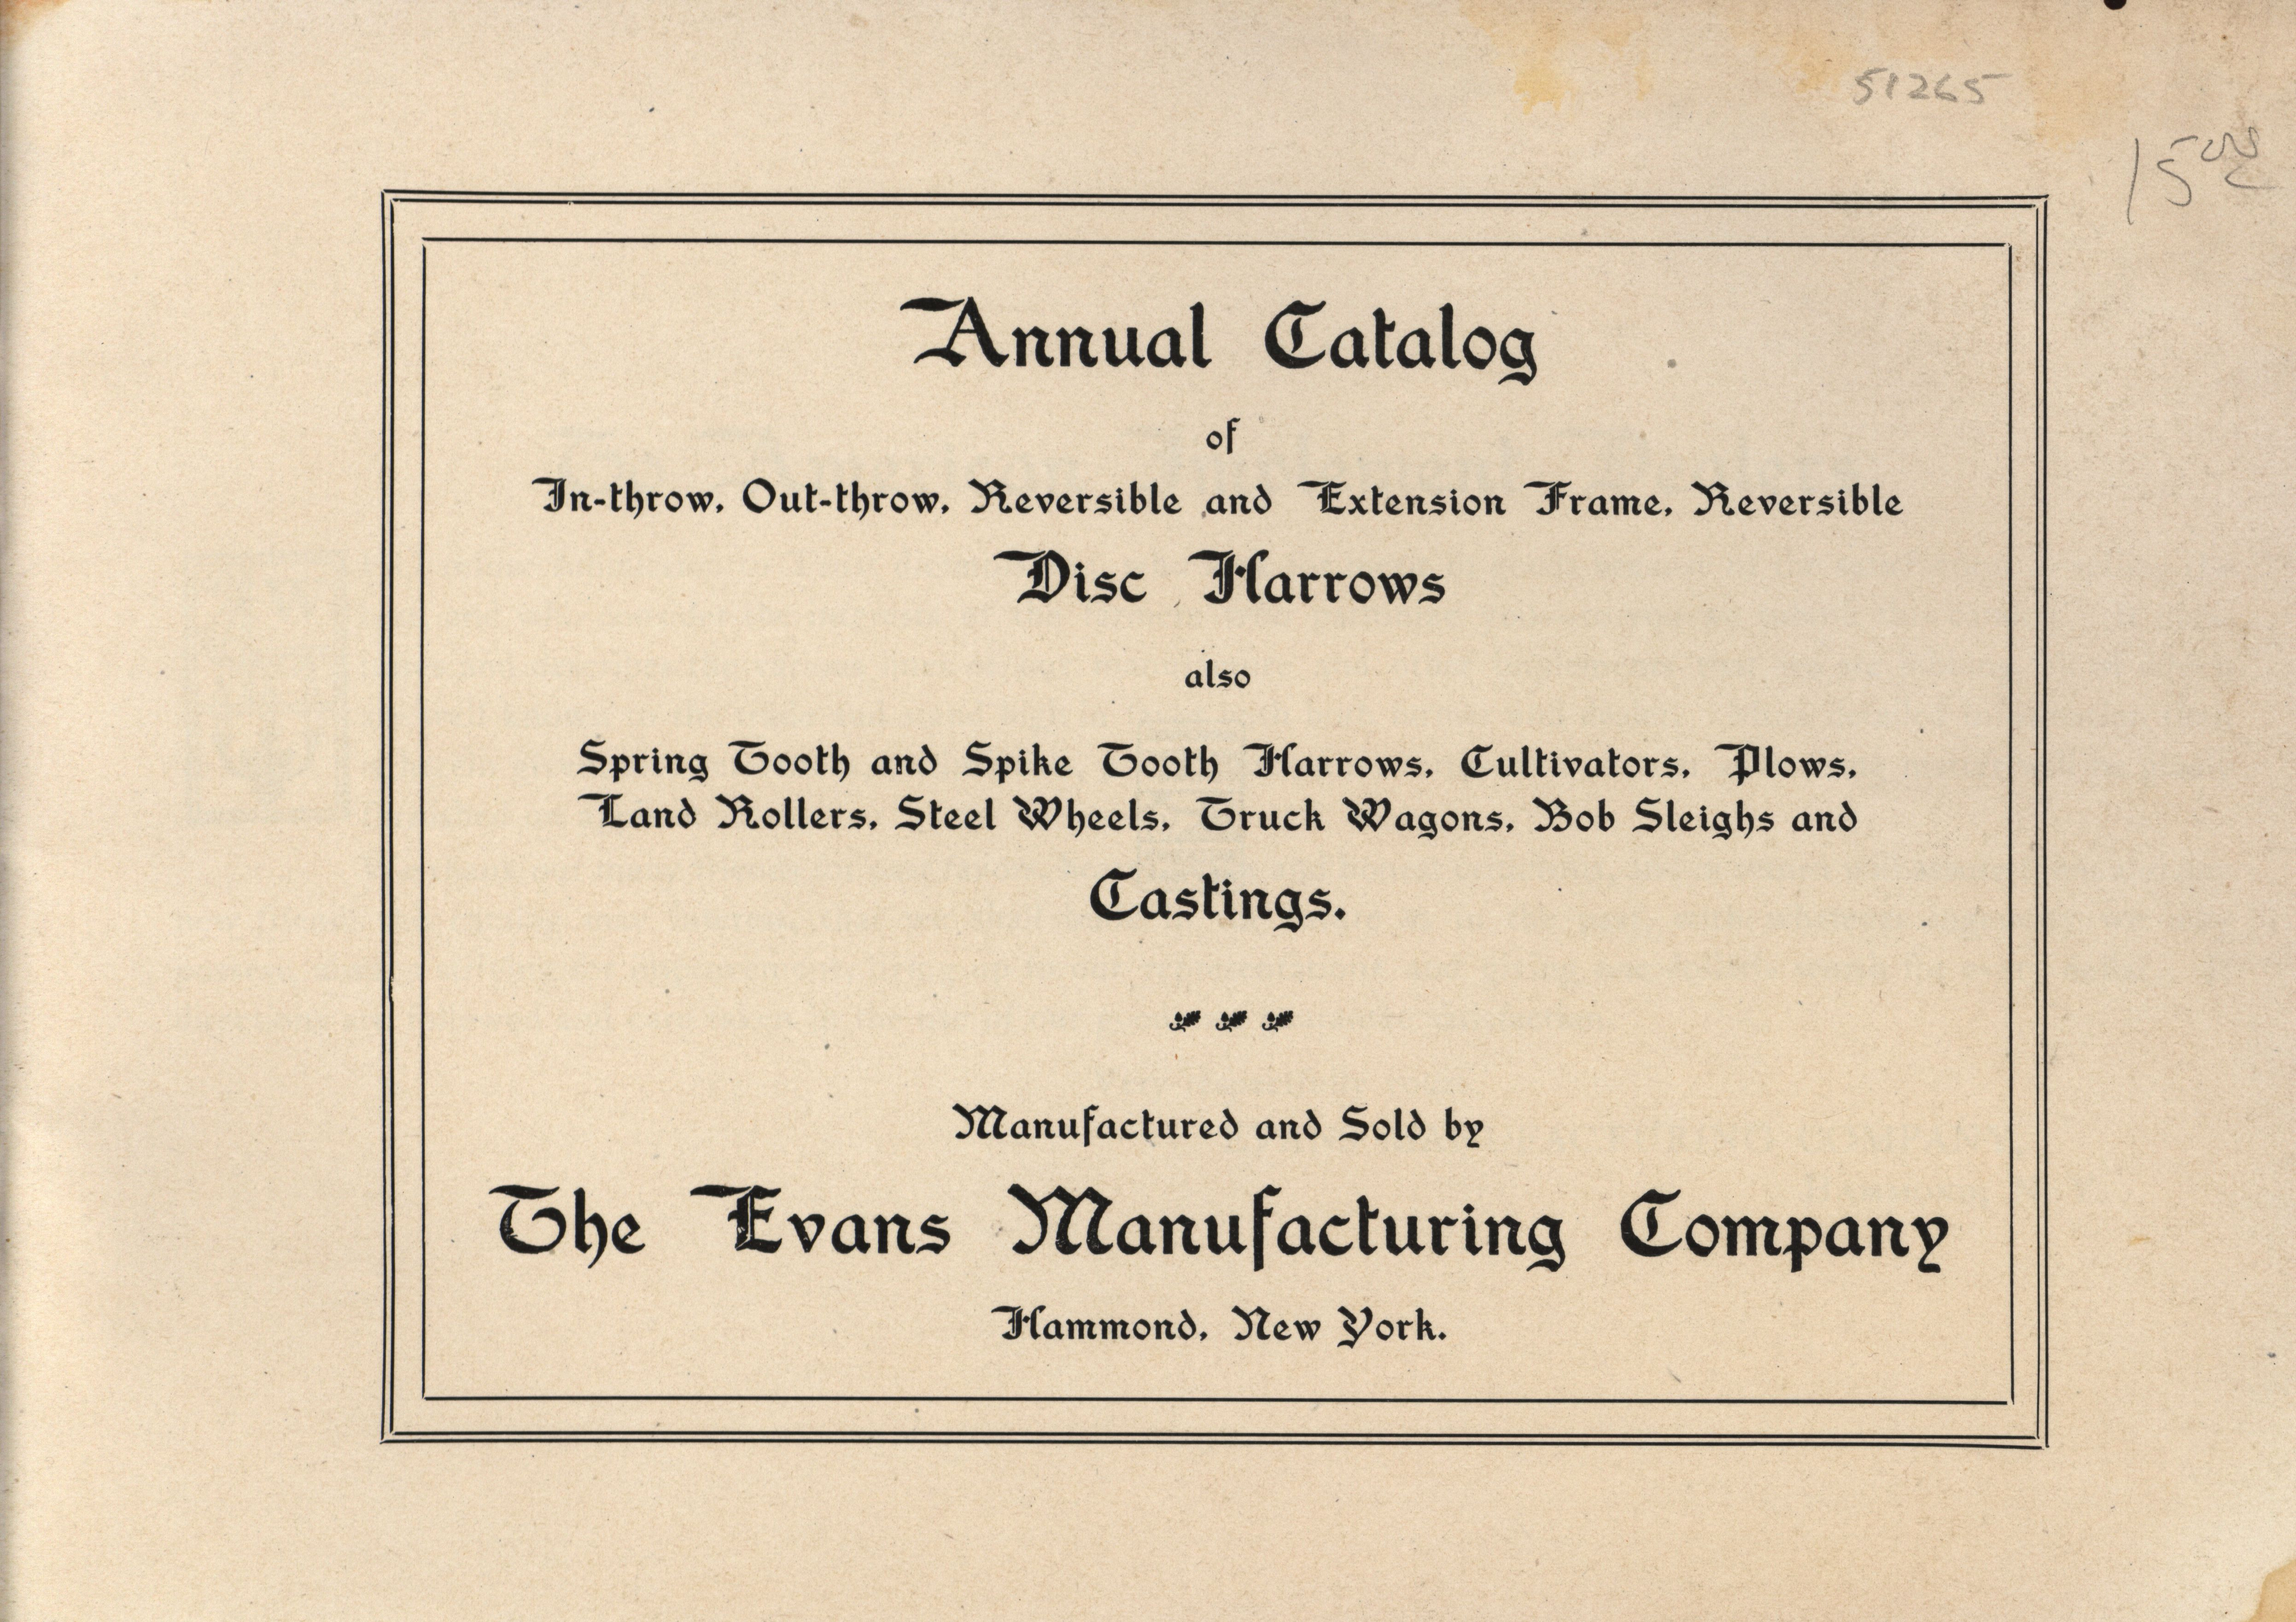 51265
15.00
Annual Catalog
of
In-throw, Out-throw, Reversible and Extension Frame, Reversible
Disc Harrows
also
Spring Tooth and Spike Tooth Harrows, Cultivators, Plows,
Land Rollers, Steel Wheels, Truck Wagons, Bob Sleighs and
Castings.
Manufactured and Sold by
The Evans Manufacturing Company
Hammond, New York.